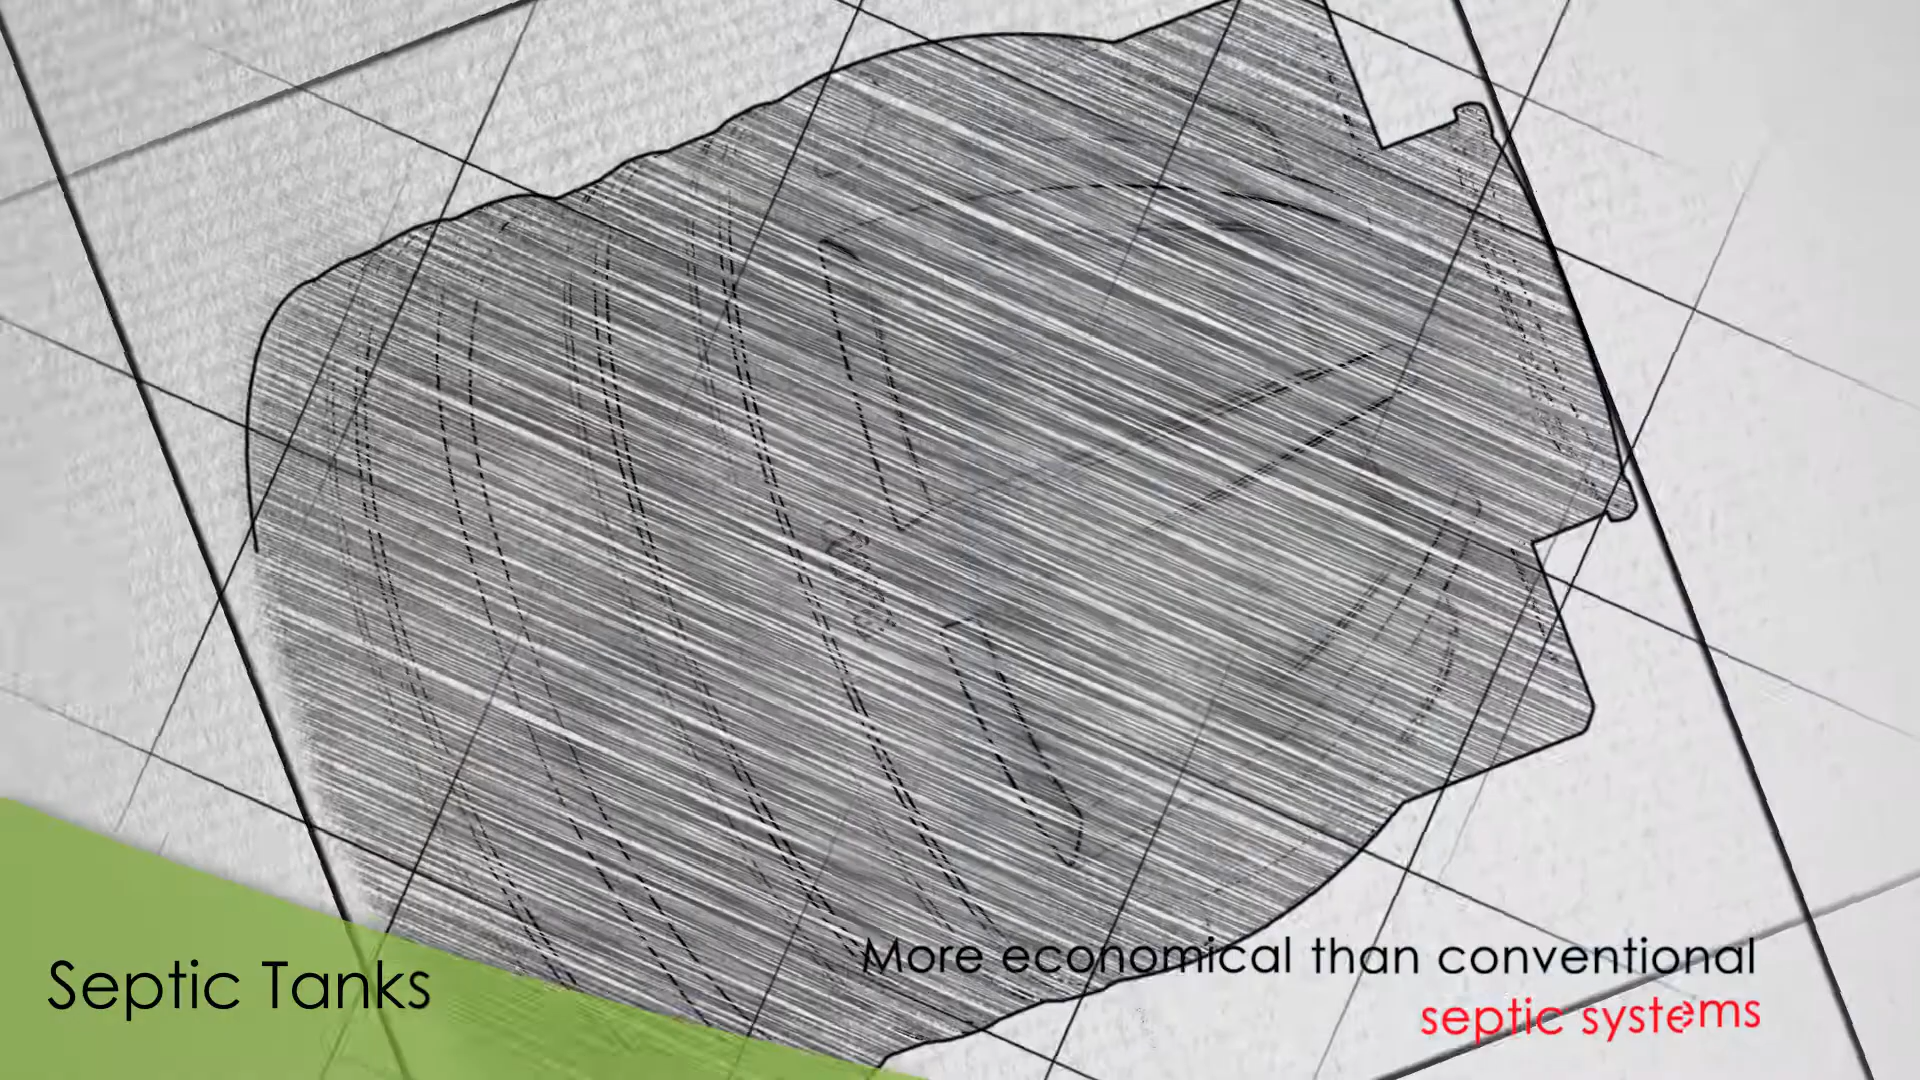 Septic Tanks
More economical than conventional
septic systems